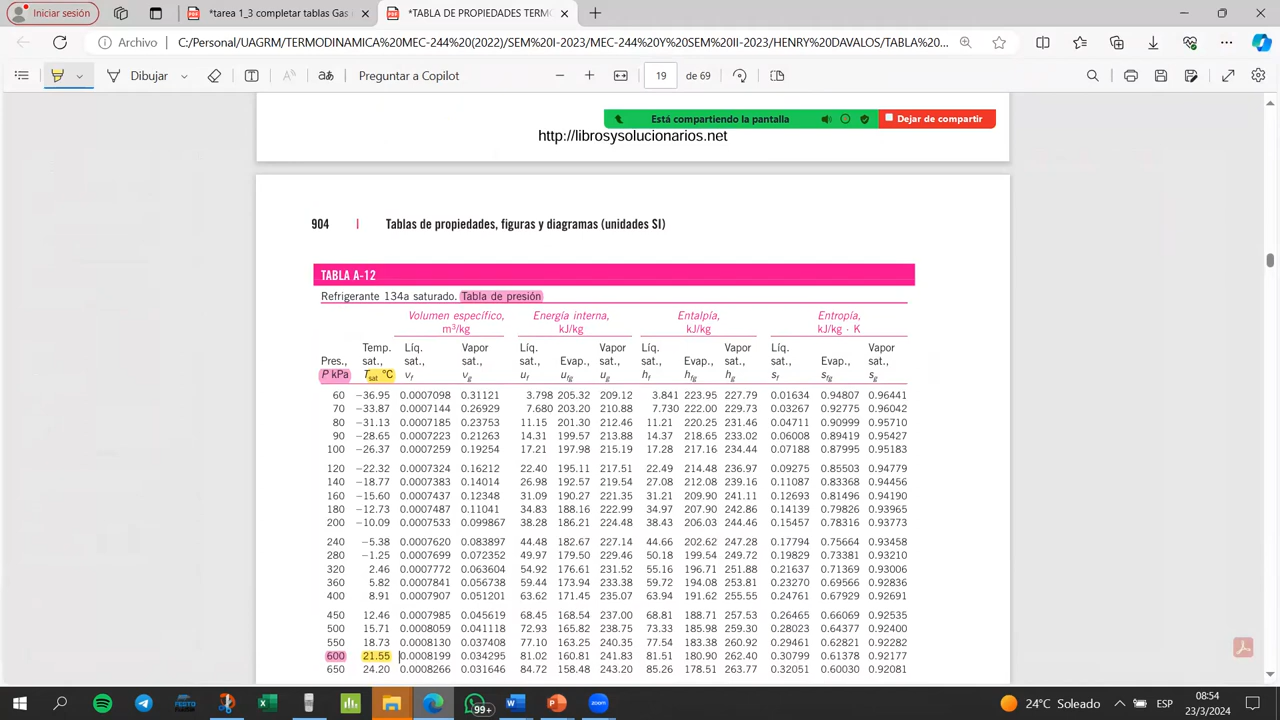 Iniciar sesión
*tarea 1_3 completar tablas Gas
*TABLA DE PROPIEDADES TERMO
Archivo
C:/Personal/UAGRM/TERMODINAMICA%20MEC-244%20(2022)/SEM%20I-2023/MEC-244%20Y%20SEM%20II-2023/HENRY%20DAVALOS/TABLA%20...
Dibujar
Preguntar a Copilot
19
de 69
Está compartiendo la pantalla
Dejar de compartir
http://librosysolucionarios.net
904 | Tablas de propiedades, figuras y diagramas (unidades SI)
TABLA A-12
Refrigerante 134a saturado. Tabla de presión
Volumen específico, Energía interna, Entalpía, Entropía,
m³/kg kJ/kg kJ/kg kJ/kg · K
Temp. Líq. Vapor Líq. Vapor Líq. Vapor Líq. Vapor
Pres., sat., sat., sat., sat., Evap., sat., sat., Evap., sat., sat., Evap., sat.,
P kPa Tsat °C vf vg uf ufg ug hf hfg hg sf sfg sg
60 −36.95 0.0007098 0.31121 3.798 205.32 209.12 3.841 223.95 227.79 0.01634 0.94807 0.96441
70 −33.87 0.0007144 0.26929 7.680 203.20 210.88 7.730 222.00 229.73 0.03267 0.92775 0.96042
80 −31.13 0.0007185 0.23753 11.15 201.30 212.46 11.21 220.25 231.46 0.04711 0.90999 0.95710
90 −28.65 0.0007223 0.21263 14.31 199.57 213.88 14.37 218.65 233.02 0.06008 0.89419 0.95427
100 −26.37 0.0007259 0.19254 17.21 197.98 215.19 17.28 217.16 234.44 0.07188 0.87995 0.95183
120 −22.32 0.0007324 0.16212 22.40 195.11 217.51 22.49 214.48 236.97 0.09275 0.85503 0.94779
140 −18.77 0.0007383 0.14014 26.98 192.57 219.54 27.08 212.08 239.16 0.11087 0.83368 0.94456
160 −15.60 0.0007437 0.12348 31.09 190.27 221.35 31.21 209.90 241.11 0.12693 0.81496 0.94190
180 −12.73 0.0007487 0.11041 34.83 188.16 222.99 34.97 207.90 242.86 0.14139 0.79826 0.93965
200 −10.09 0.0007533 0.099867 38.28 186.21 224.48 38.43 206.03 244.46 0.15457 0.78316 0.93773
240 −5.38 0.0007620 0.083897 44.48 182.67 227.14 44.66 202.62 247.28 0.17794 0.75664 0.93458
280 −1.25 0.0007699 0.072352 49.97 179.50 229.46 50.18 199.54 249.72 0.19829 0.73381 0.93210
320 2.46 0.0007772 0.063604 54.92 176.61 231.52 55.16 196.71 251.88 0.21637 0.71369 0.93006
360 5.82 0.0007841 0.056738 59.44 173.94 233.38 59.72 194.08 253.81 0.23270 0.69566 0.92836
400 8.91 0.0007907 0.051201 63.62 171.45 235.07 63.94 191.62 255.55 0.24761 0.67929 0.92691
450 12.46 0.0007985 0.045619 68.45 168.54 237.00 68.81 188.71 257.53 0.26465 0.66069 0.92535
500 15.71 0.0008059 0.041118 72.93 165.82 238.75 73.33 185.98 259.30 0.28023 0.64377 0.92400
550 18.73 0.0008130 0.037408 77.10 163.25 240.35 77.54 183.38 260.92 0.29461 0.62821 0.92282
600 21.55 0.0008199 0.034295 81.02 160.81 241.83 81.51 180.90 262.40 0.30799 0.61378 0.92177
650 24.20 0.0008266 0.031646 84.72 158.48 243.20 85.26 178.51 263.77 0.32051 0.60030 0.92081
99+
24°C Soleado
ESP
08:54
23/3/2024